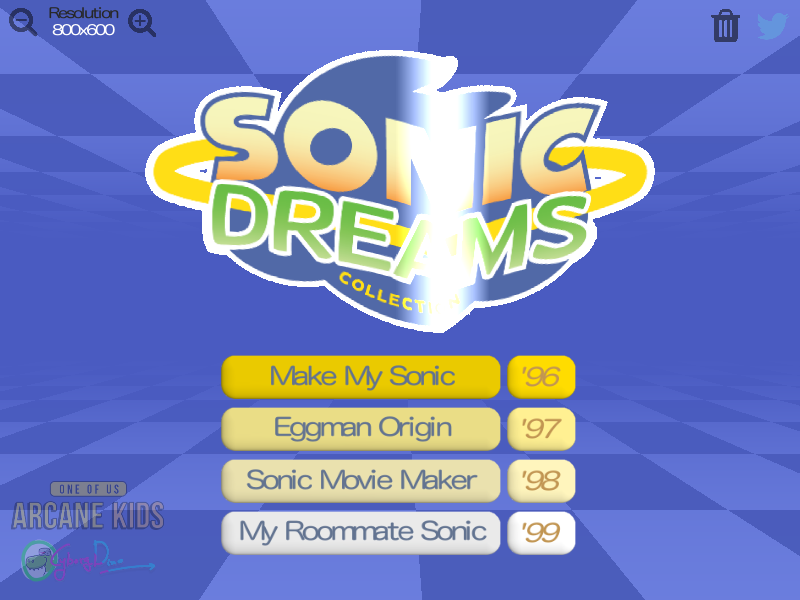 Resolution
800x600
SONIC
DREAMS
COLLECTION
Make My Sonic '96
Eggman Origin '97
Sonic Movie Maker '98
My Roommate Sonic '99
ONE OF US
ARCANE KIDS